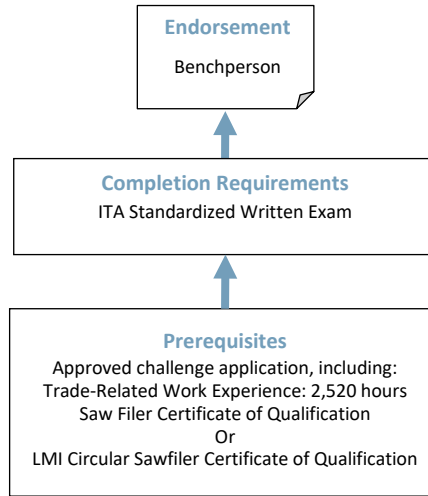 Endorsement
Benchperson
Completion Requirements
ITA Standardized Written Exam
Prerequisites
Approved challenge application, including:
Trade-Related Work Experience: 2,520 hours
Saw Filer Certificate of Qualification
Or
LMI Circular Sawfiler Certificate of Qualification